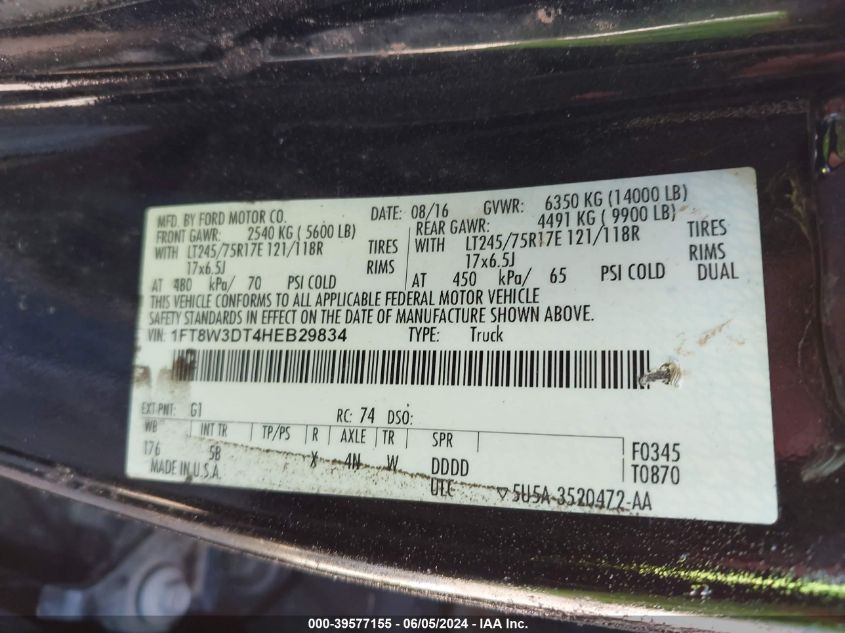 MFD. BY FORD MOTOR CO. DATE: 08/16 GVWR: 6350 KG (14000 LB)
FRONT GAWR: 2540 KG ( 5600 LB) REAR GAWR: 4491 KG ( 9900 LB)
WITH LT245/75R17E 121/118R TIRES WITH LT245/75R17E 121/118R TIRES
17x6.5J RIMS 17x6.5J RIMS
AT 480 kPa/ 70 PSI COLD AT 450 kPa/ 65 PSI COLD DUAL
THIS VEHICLE CONFORMS TO ALL APPLICABLE FEDERAL MOTOR VEHICLE
SAFETY STANDARDS IN EFFECT ON THE DATE OF MANUFACTURE SHOWN ABOVE.
VIN: 1FT8W3DT4HEB29834 TYPE: Truck
EXT PNT: G1 RC: 74 DSO:
WB INT TR TP/PS R AXLE TR SPR
176 5B X 4N W DDDD F0345
MADE IN U.S.A. ULC T0870
▽5U5A-3520472-AA
000-39577155 - 06/05/2024 - IAA Inc.